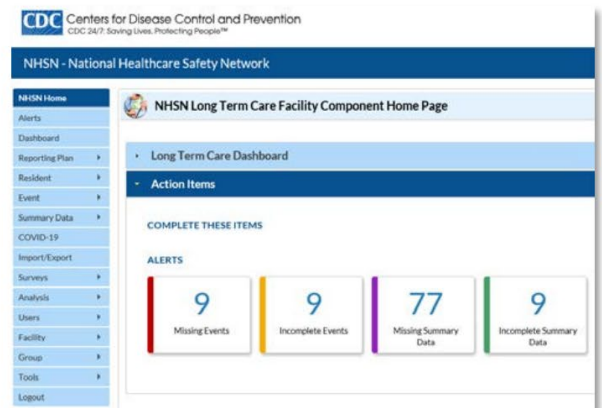 CDC Centers for Disease Control and Prevention
CDC 24/7: Saving Lives, Protecting People™
NHSN - National Healthcare Safety Network
NHSN Home
Alerts
Dashboard
Reporting Plan
Resident
Event
Summary Data
COVID-19
Import/Export
Surveys
Analysis
Users
Facility
Group
Tools
Logout
NHSN Long Term Care Facility Component Home Page
Long Term Care Dashboard
Action Items
COMPLETE THESE ITEMS
ALERTS
9
Missing Events
9
Incomplete Events
77
Missing Summary
Data
9
Incomplete Summary
Data